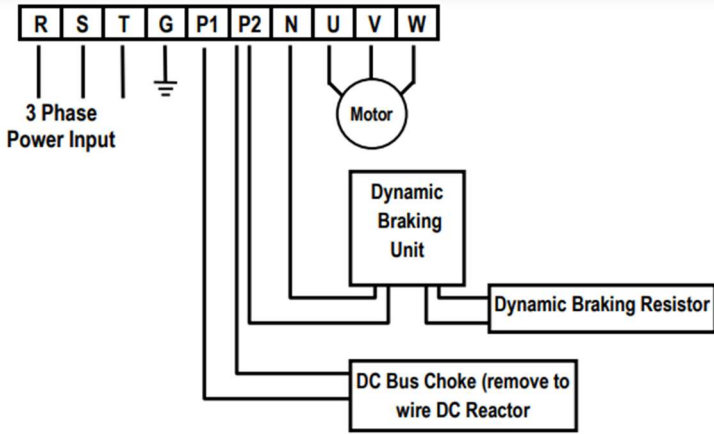 R S T G P1 P2 N U V W
3 Phase
Power Input
Motor
Dynamic
Braking
Unit
Dynamic Braking Resistor
DC Bus Choke (remove to
wire DC Reactor